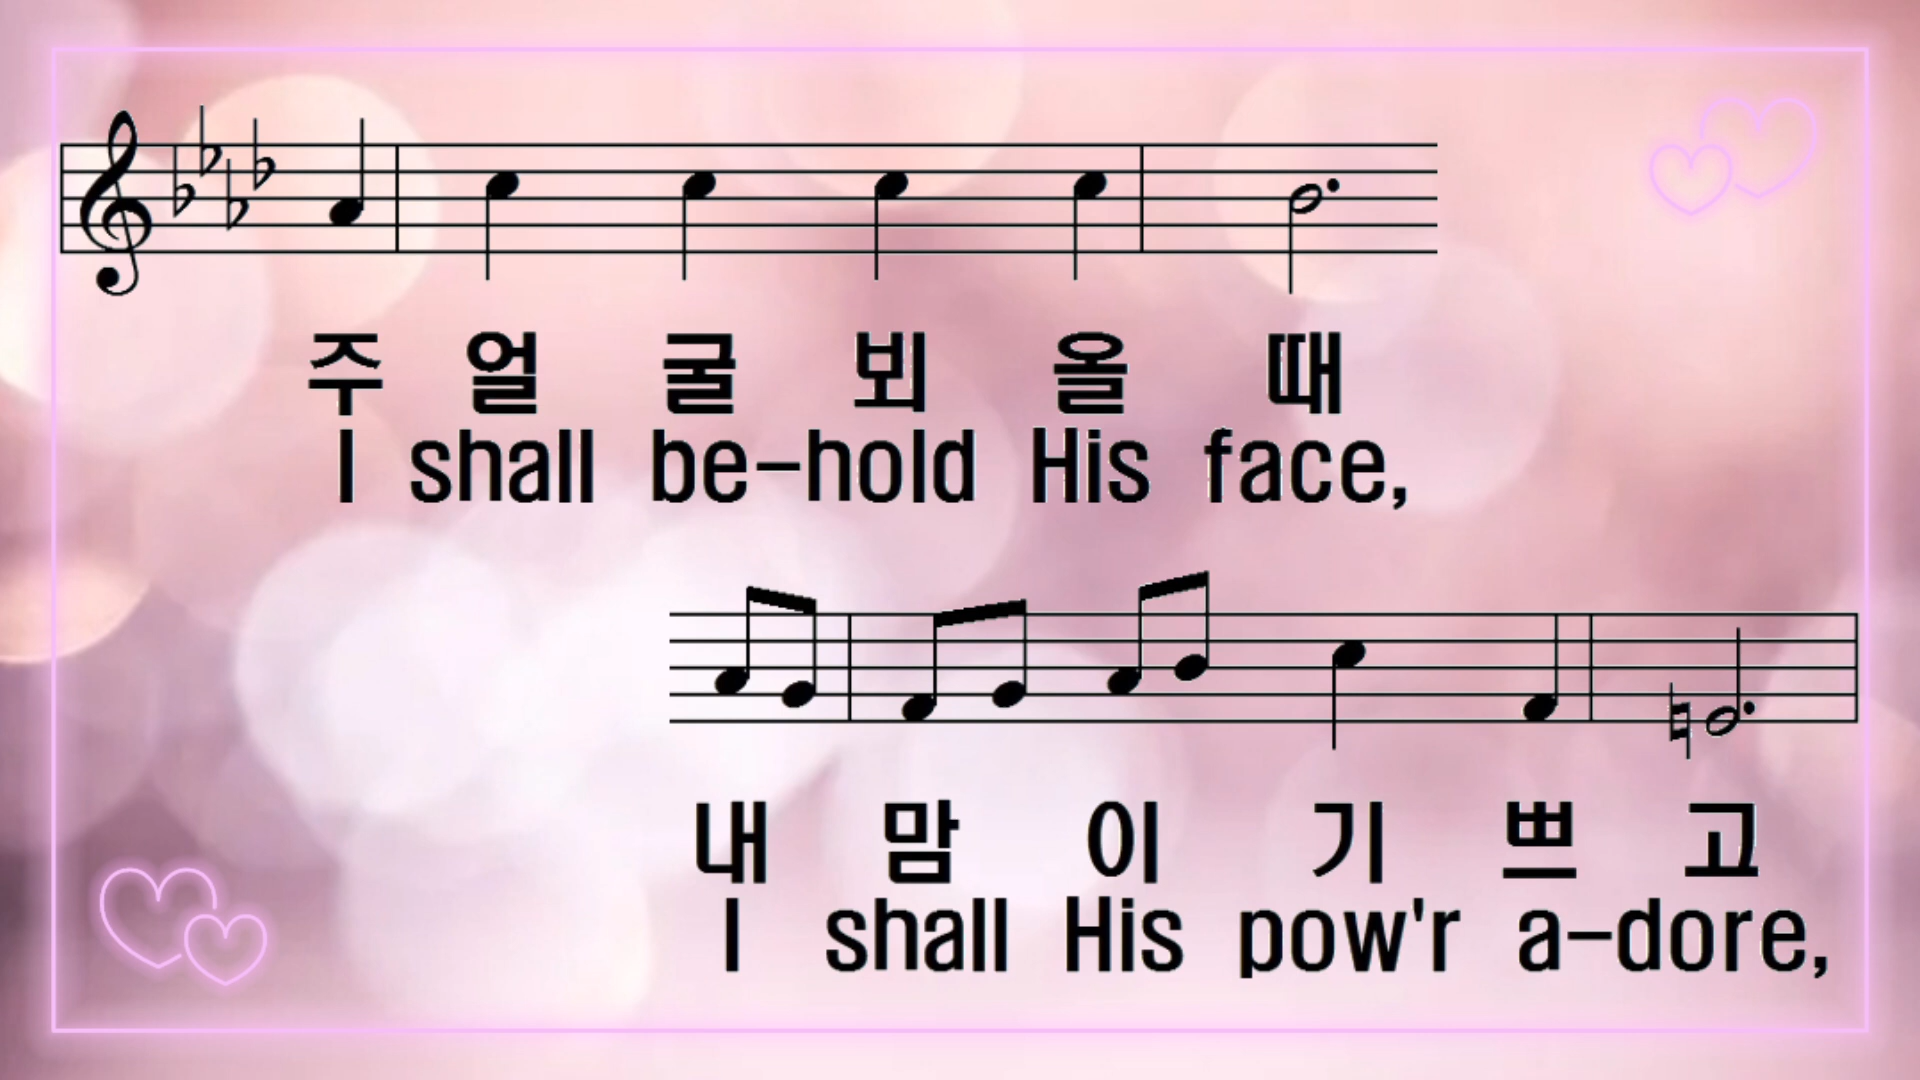 주 얼 굴 뵈 올 때
I shall be-hold His face,
내 맘 이 기 쁘 고
I shall His pow'r a-dore,